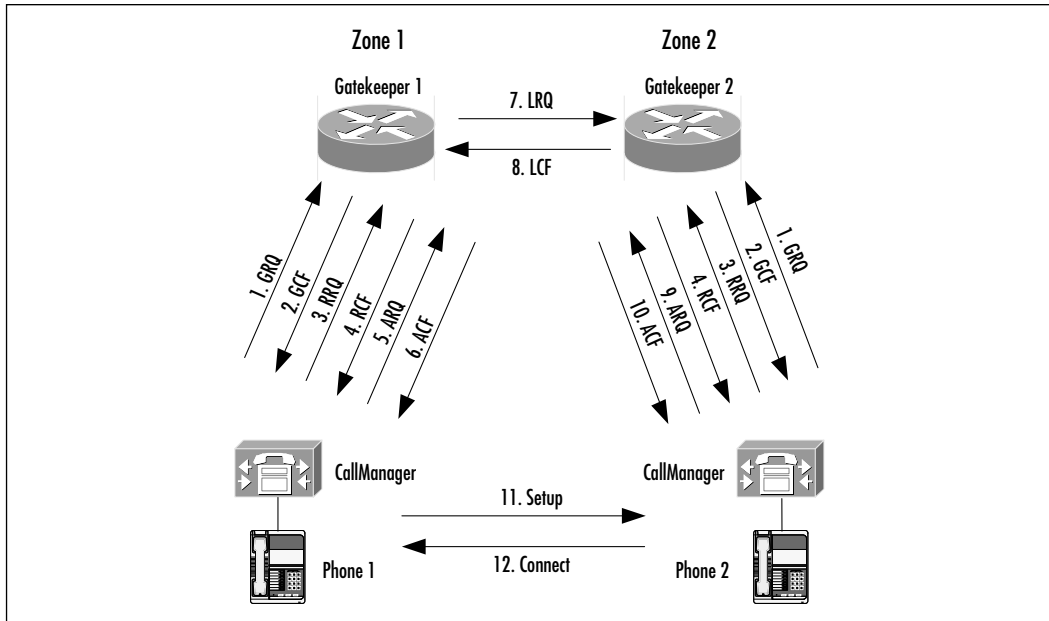 Zone 1
Zone 2
Gatekeeper 1
Gatekeeper 2
7. LRQ
8. LCF
1. GRQ
2. GCF
3. RRQ
4. RCF
5. ARQ
6. ACF
10. ACF
9. ARQ
4. RCF
3. RRQ
2. GCF
1. GRQ
CallManager
CallManager
11. Setup
12. Connect
Phone 1
Phone 2